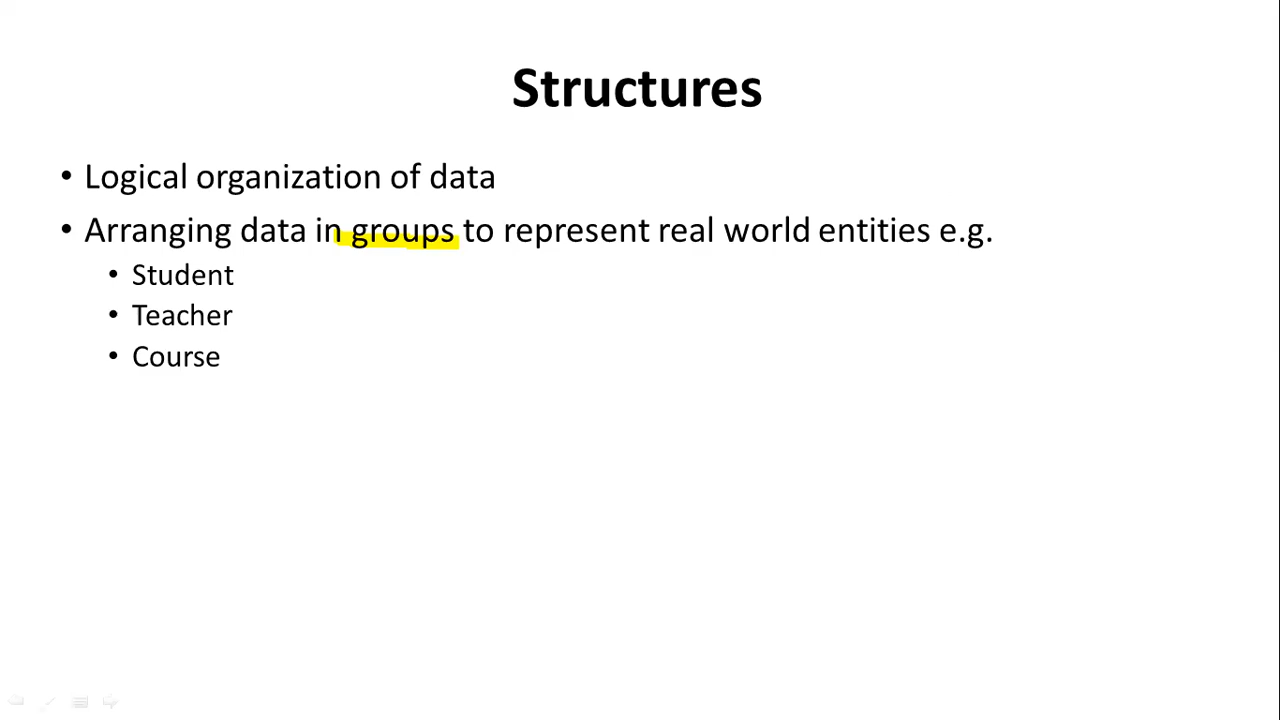 Structures
• Logical organization of data
• Arranging data in groups to represent real world entities e.g.
• Student
• Teacher
• Course